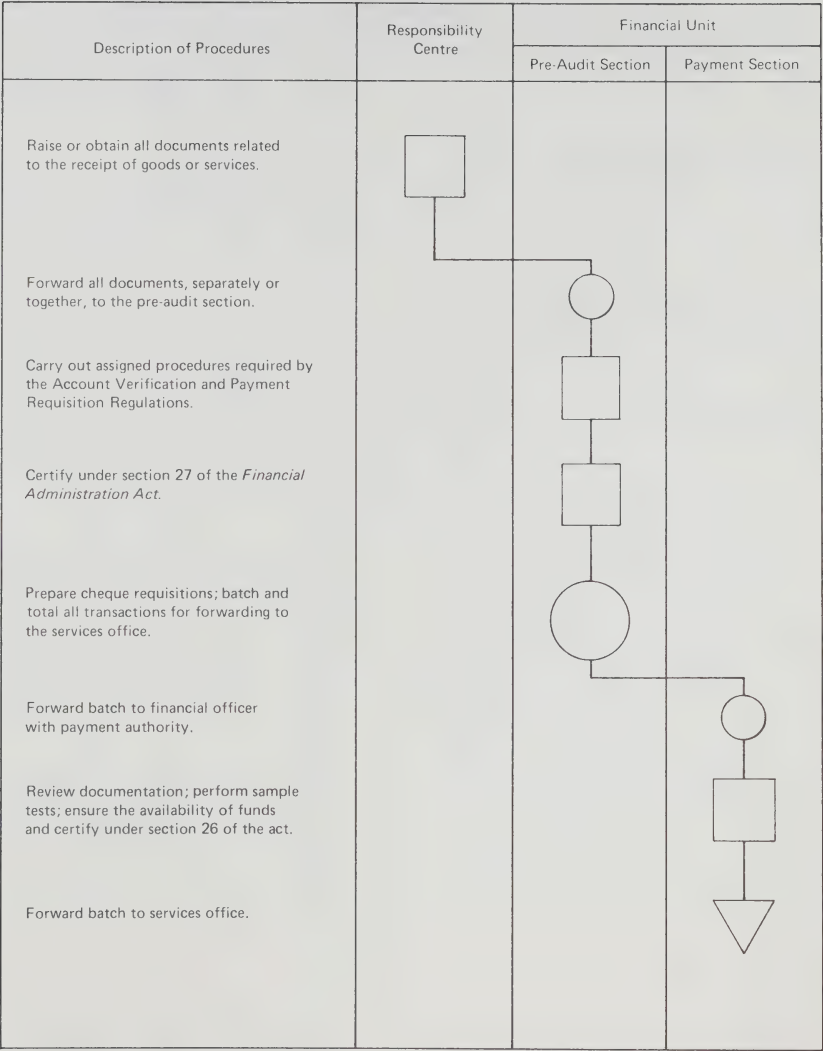 Description of Procedures
Responsibility
Centre
Financial Unit
Pre-Audit Section
Payment Section
Raise or obtain all documents related
to the receipt of goods or services.
Forward all documents, separately or
together, to the pre-audit section.
Carry out assigned procedures required by
the Account Verification and Payment
Requisition Regulations.
Certify under section 27 of the Financial
Administration Act.
Prepare cheque requisitions; batch and
total all transactions for forwarding to
the services office.
Forward batch to financial officer
with payment authority.
Review documentation; perform sample
tests; ensure the availability of funds
and certify under section 26 of the act.
Forward batch to services office.